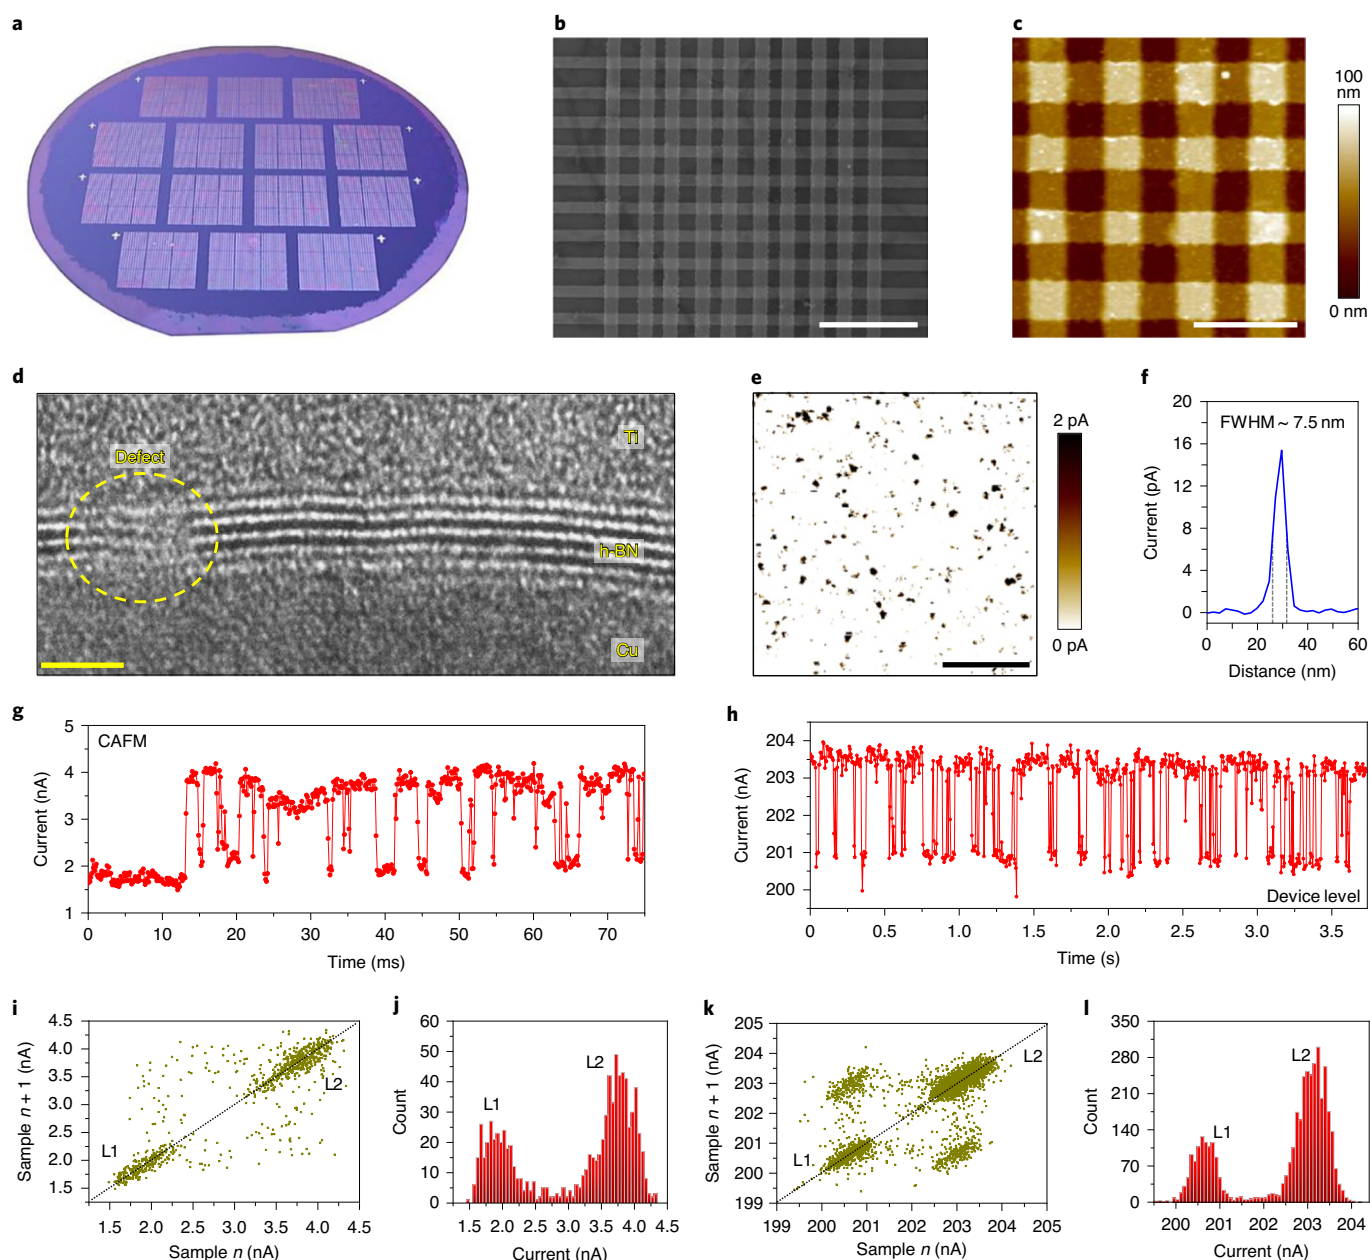 a
b
c
100
nm
0 nm
d
Defect
Ti
h-BN
Cu
e
2 pA
0 pA
f
20
16
12
8
4
0
FWHM ~ 7.5 nm
Current (pA)
0
20
40
60
Distance (nm)
g
CAFM
5
4
3
2
1
Current (nA)
0
10
20
30
40
50
60
70
Time (ms)
h
204
203
202
201
200
Current (nA)
Device level
0
0.5
1.0
1.5
2.0
2.5
3.0
3.5
Time (s)
i
4.5
4.0
3.5
3.0
2.5
2.0
1.5
Sample n + 1 (nA)
L1
L2
1.5
2.0
2.5
3.0
3.5
4.0
4.5
Sample n (nA)
j
60
50
40
30
20
10
0
Count
L1
L2
1.5
2.0
2.5
3.0
3.5
4.0
4.5
Current (nA)
k
205
204
203
202
201
200
199
Sample n + 1 (nA)
L1
L2
199
200
201
202
203
204
205
Sample n (nA)
l
350
280
210
140
70
0
Count
L1
L2
200
201
202
203
204
Current (nA)